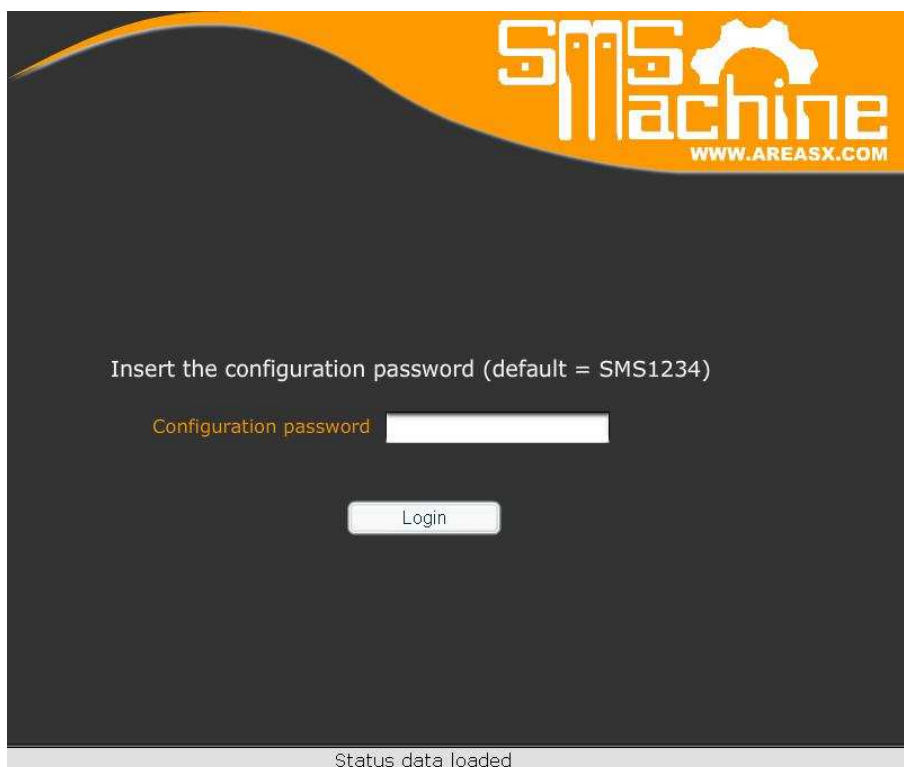 SMS
Machine
WWW.AREASX.COM
Insert the configuration password (default = SMS1234)
Configuration password
Login
Status data loaded